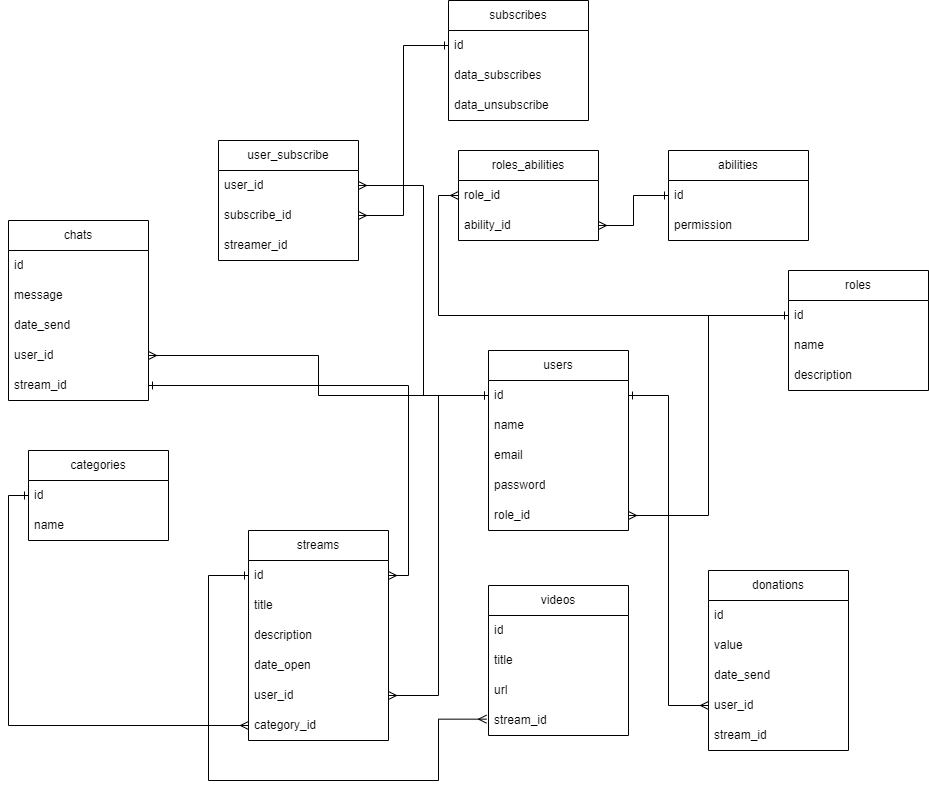 subscribes
id
data_subscribes
data_unsubscribe
user_subscribe
user_id
subscribe_id
streamer_id
roles_abilities
role_id
ability_id
abilities
id
permission
chats
id
message
date_send
user_id
stream_id
roles
id
name
description
users
id
name
email
password
role_id
categories
id
name
streams
id
title
description
date_open
user_id
category_id
videos
id
title
url
stream_id
donations
id
value
date_send
user_id
stream_id